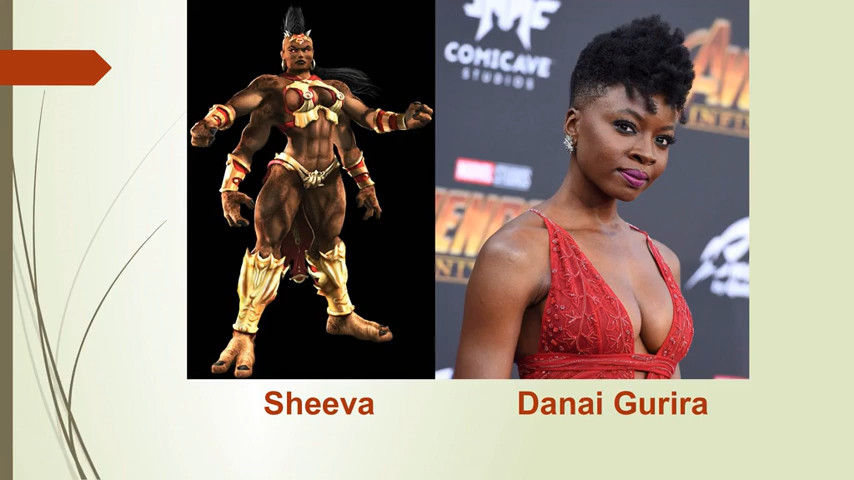 COMICAVE
STUDIOS
MARVEL STUDIOS
Sheeva
Danai Gurira